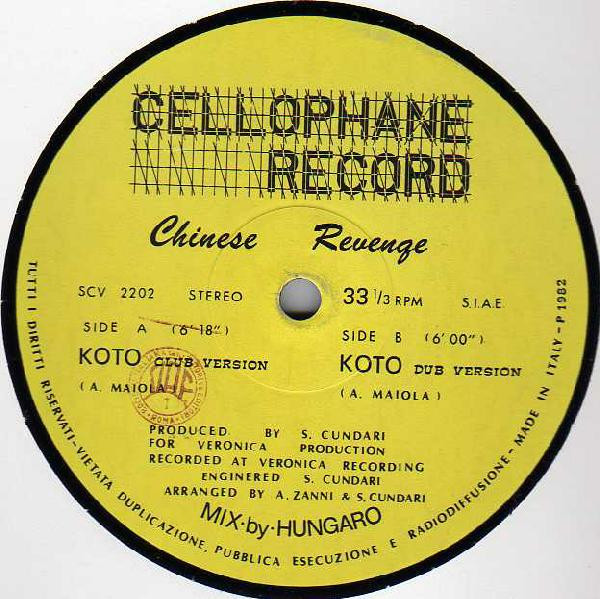 CELLOPHANE
RECORD
Chinese Revenge
SCV 2202 STEREO 33 1/3 RPM S.I.A.E.
SIDE A (6'18")
KOTO CLUB VERSION
(A. MAIOLA)
SIDE B (6'00")
KOTO DUB VERSION
(A. MAIOLA)
PRODUCED BY S. CUNDARI
FOR VERONICA PRODUCTION
RECORDED AT VERONICA RECORDING
ENGINERED S. CUNDARI
ARRANGED BY A. ZANNI & S. CUNDARI
MIX·by·HUNGARO
TUTTI I DIRITTI RISERVATI-VIETATA DUPLICAZIONE, PUBBLICA ESECUZIONE E RADIODIFFUSIONE-MADE IN ITALY-P 1982
ROMA